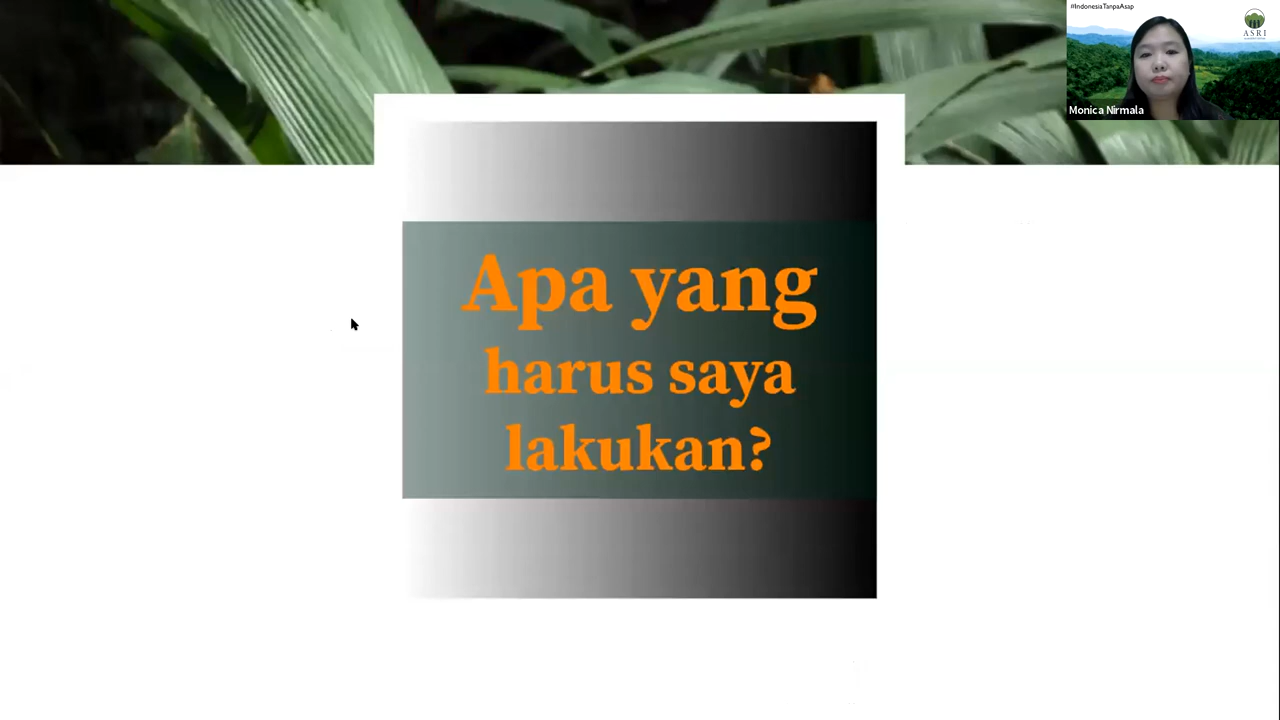 #IndonesiaTanpaAsap
ASRI
Monica Nirmala
Apa yang
harus saya
lakukan?